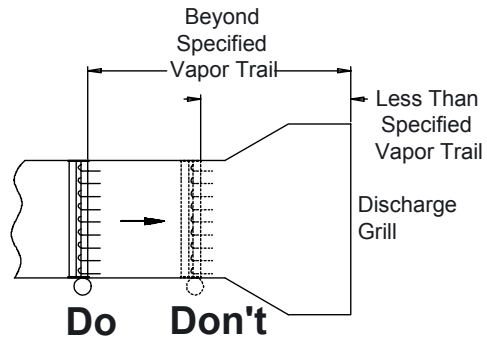 Beyond
Specified
Vapor Trail
Less Than
Specified
Vapor Trail
Discharge
Grill
Do Don't